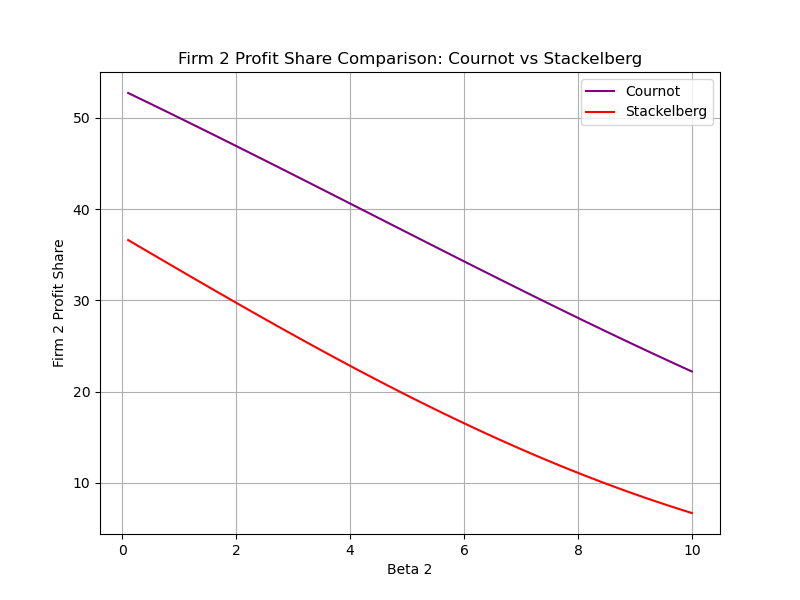 Firm 2 Profit Share Comparison: Cournot vs Stackelberg
Cournot
Stackelberg
50
40
30
20
10
Firm 2 Profit Share
0 2 4 6 8 10
Beta 2